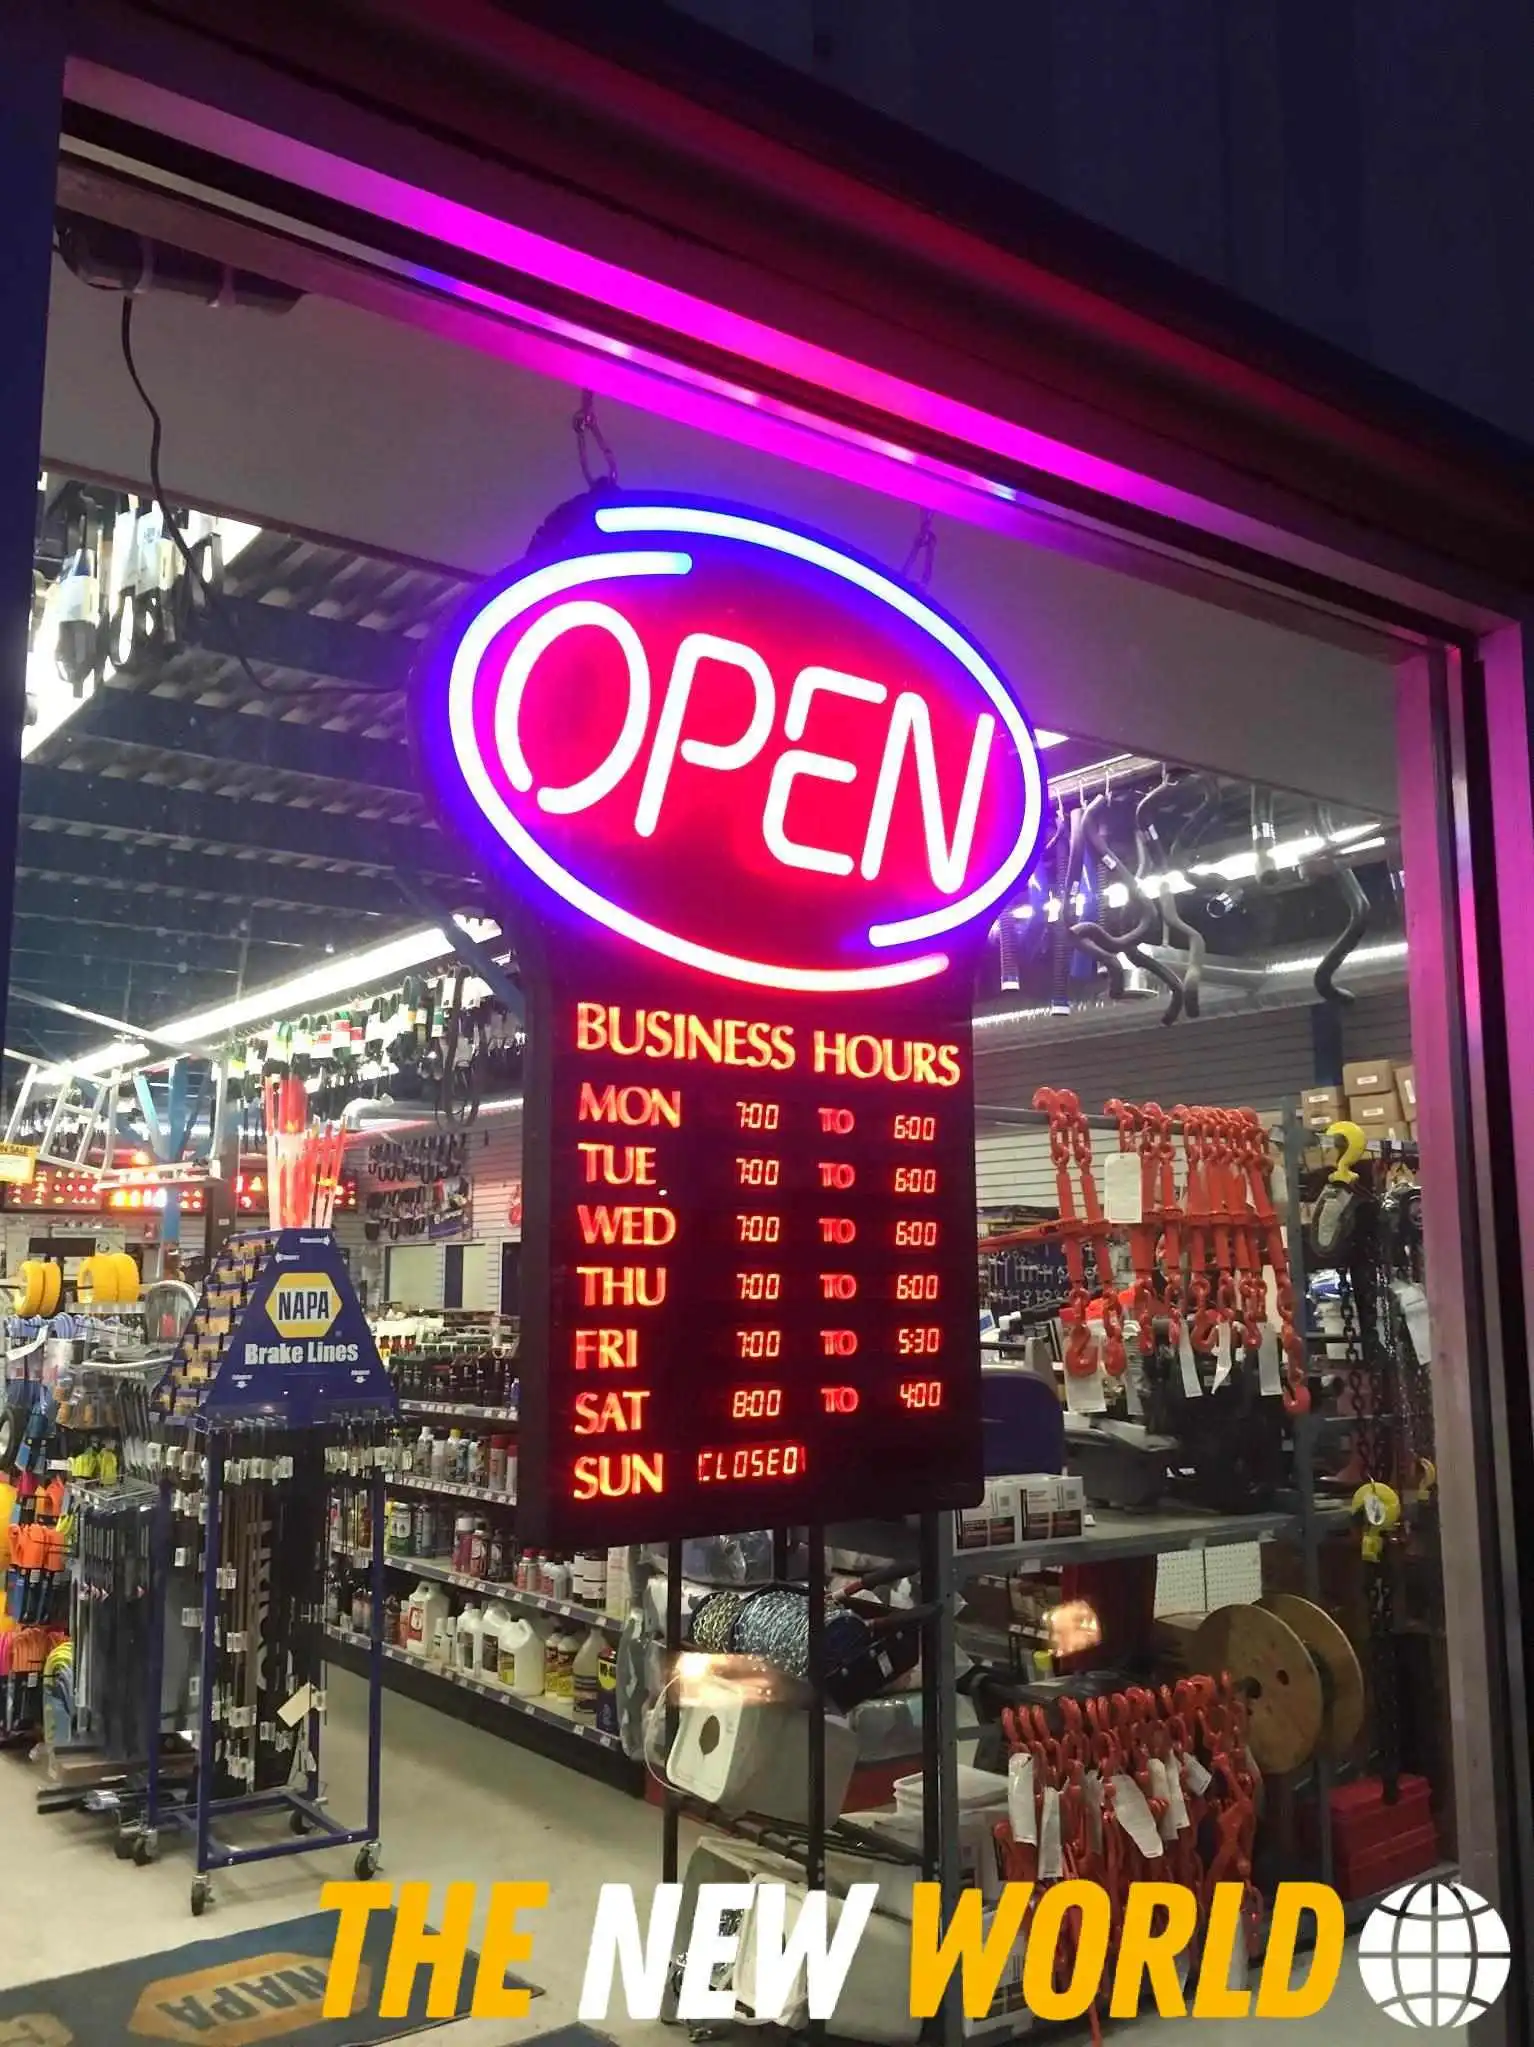 OPEN
BUSINESS HOURS
MON 7:00 TO 6:00
TUE 7:00 TO 6:00
WED 7:00 TO 6:00
THU 7:00 TO 6:00
FRI 7:00 TO 5:30
SAT 8:00 TO 4:00
SUN CLOSED
NAPA
Brake Lines
NAPA
THE NEW WORLD